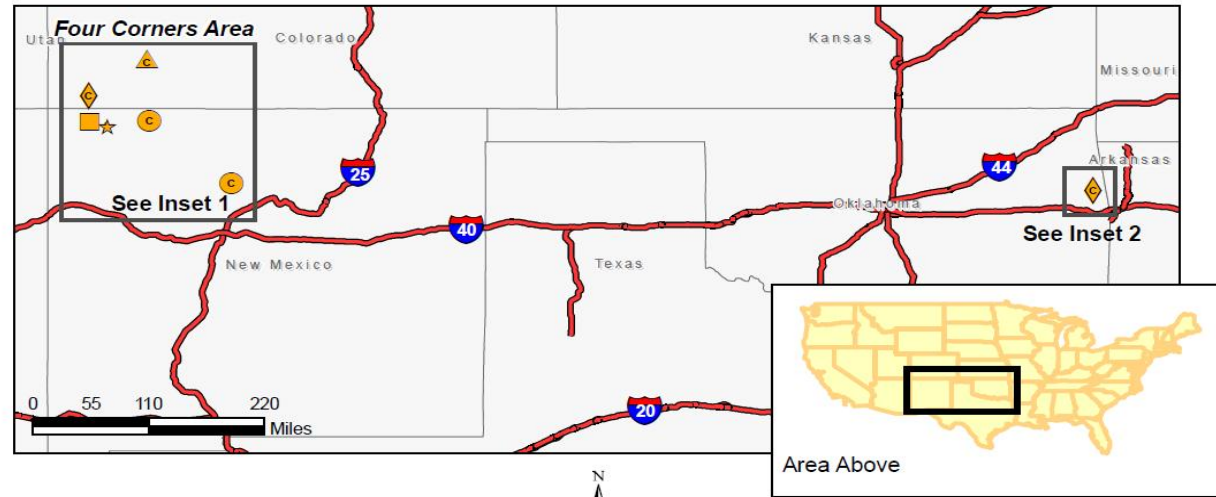 Four Corners Area
Utah
Colorado
Kansas
Missouri
C
C
C
C
See Inset 1
25
44
Arkansas
C
Oklahoma
40
See Inset 2
New Mexico
Texas
0 55 110 220
Miles
20
Area Above
N